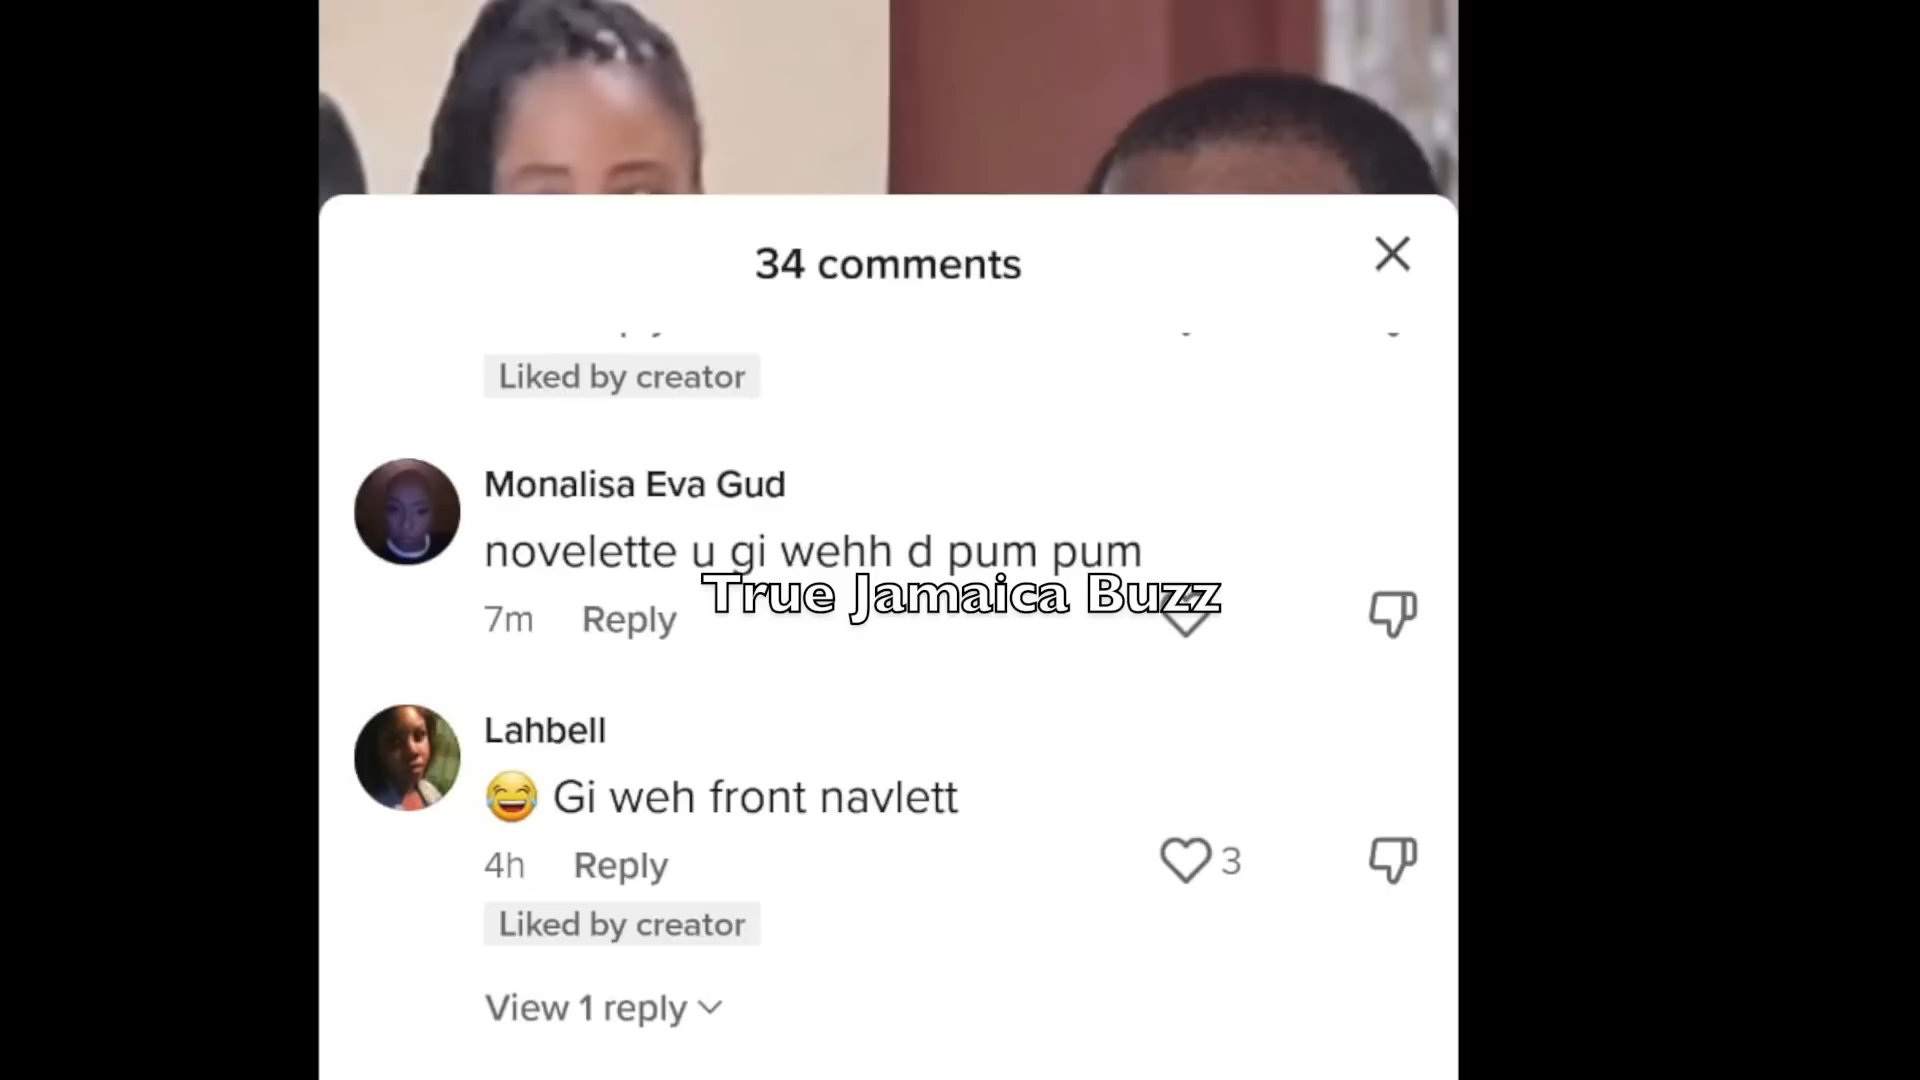 34 comments
Liked by creator
Monalisa Eva Gud
novelette u gi wehh d pum pum
True Jamaica Buzz
7m Reply
Lahbell
😂 Gi weh front navlett
4h Reply 3
Liked by creator
View 1 reply